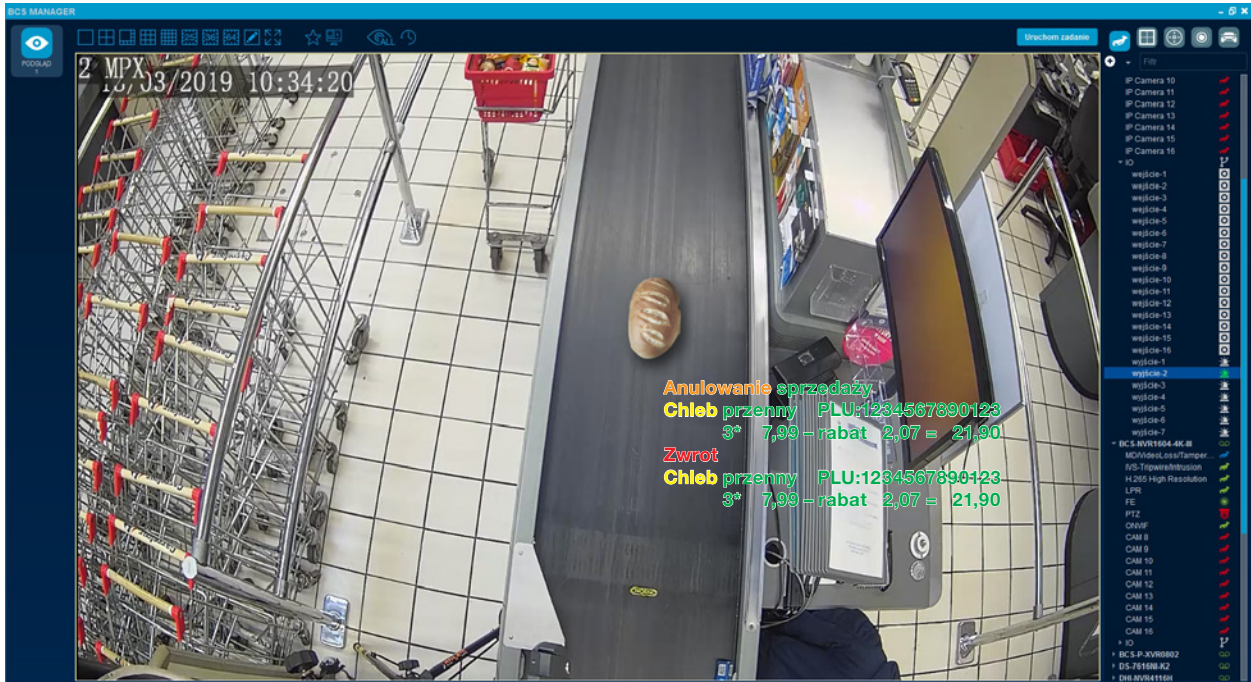 BCS MANAGER
PODGLĄD
1
25
36
64
ALL
Uruchom zadanie
Filtr
2 MPX
/03/2019 10:34:20
Anulowanie sprzedaży
Chleb przenny PLU:1234567890123
3* 7,99 – rabat 2,07 = 21,90
Zwrot
Chleb przenny PLU:1234567890123
3* 7,99 – rabat 2,07 = 21,90
IP Camera 10
IP Camera 11
IP Camera 12
IP Camera 13
IP Camera 14
IP Camera 15
IP Camera 16
IO
wejście-1
wejście-2
wejście-3
wejście-4
wejście-5
wejście-6
wejście-7
wejście-8
wejście-9
wejście-10
wejście-11
wejście-12
wejście-13
wejście-14
wejście-15
wejście-16
wyjście-1
wyjście-2
wyjście-3
wyjście-4
wyjście-5
wyjście-6
wyjście-7
BCS-NVR1604-4K-III
MD/VideoLoss/Tamper...
IVS-Tripwire/Intrusion
H.265 High Resolution
LPR
FE
PTZ
ONVIF
CAM 8
CAM 9
CAM 10
CAM 11
CAM 12
CAM 13
CAM 14
CAM 15
CAM 16
IO
BCS-P-XVR0802
DS-7616NI-K2
DHI-NVR4116H